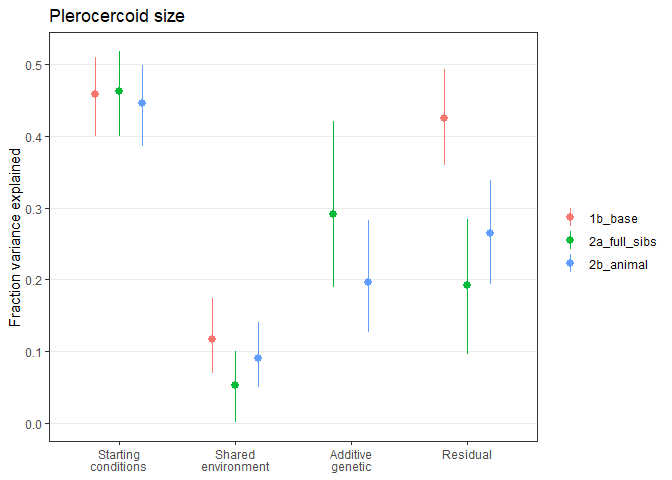 Plerocercoid size
Fraction variance explained
0.5
0.4
0.3
0.2
0.1
0.0
Starting
conditions
Shared
environment
Additive
genetic
Residual
1b_base
2a_full_sibs
2b_animal